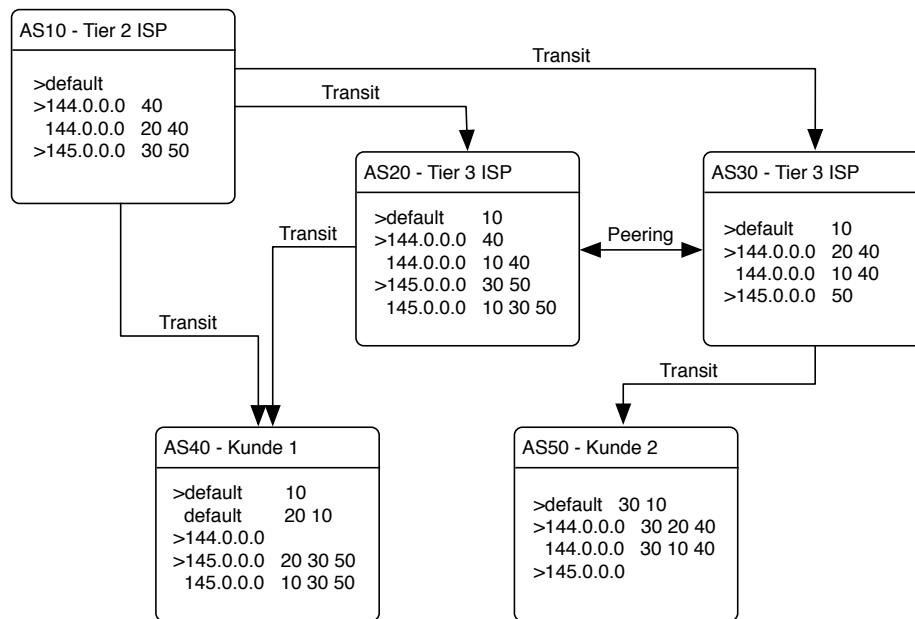 AS10 - Tier 2 ISP
>default
>144.0.0.0 40
144.0.0.0 20 40
>145.0.0.0 30 50
Transit
Transit
AS20 - Tier 3 ISP
>default 10
>144.0.0.0 40
144.0.0.0 10 40
>145.0.0.0 30 50
145.0.0.0 10 30 50
Peering
AS30 - Tier 3 ISP
>default 10
>144.0.0.0 20 40
144.0.0.0 10 40
>145.0.0.0 50
Transit
Transit
Transit
AS40 - Kunde 1
>default 10
default 20 10
>144.0.0.0
>145.0.0.0 20 30 50
145.0.0.0 10 30 50
AS50 - Kunde 2
>default 30 10
>144.0.0.0 30 20 40
144.0.0.0 30 10 40
>145.0.0.0